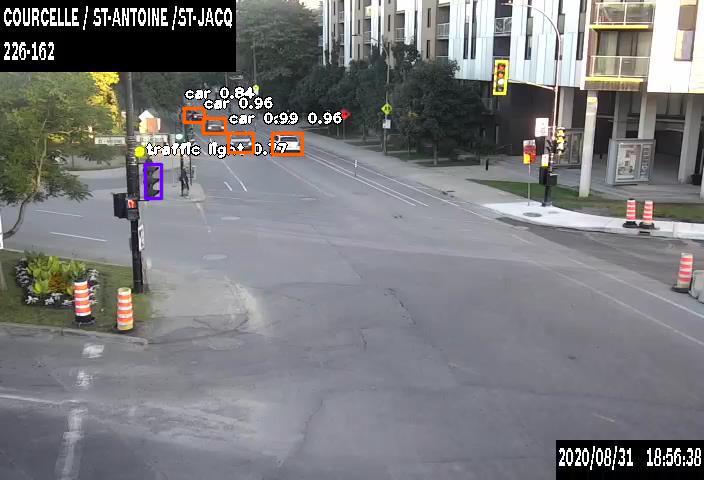 COURCELLE / ST-ANTOINE /ST-JACQ
226-162
car 0.84
car 0.96
car 0.99 0.96
traffic light 0.77
2020/08/31 18:56:38